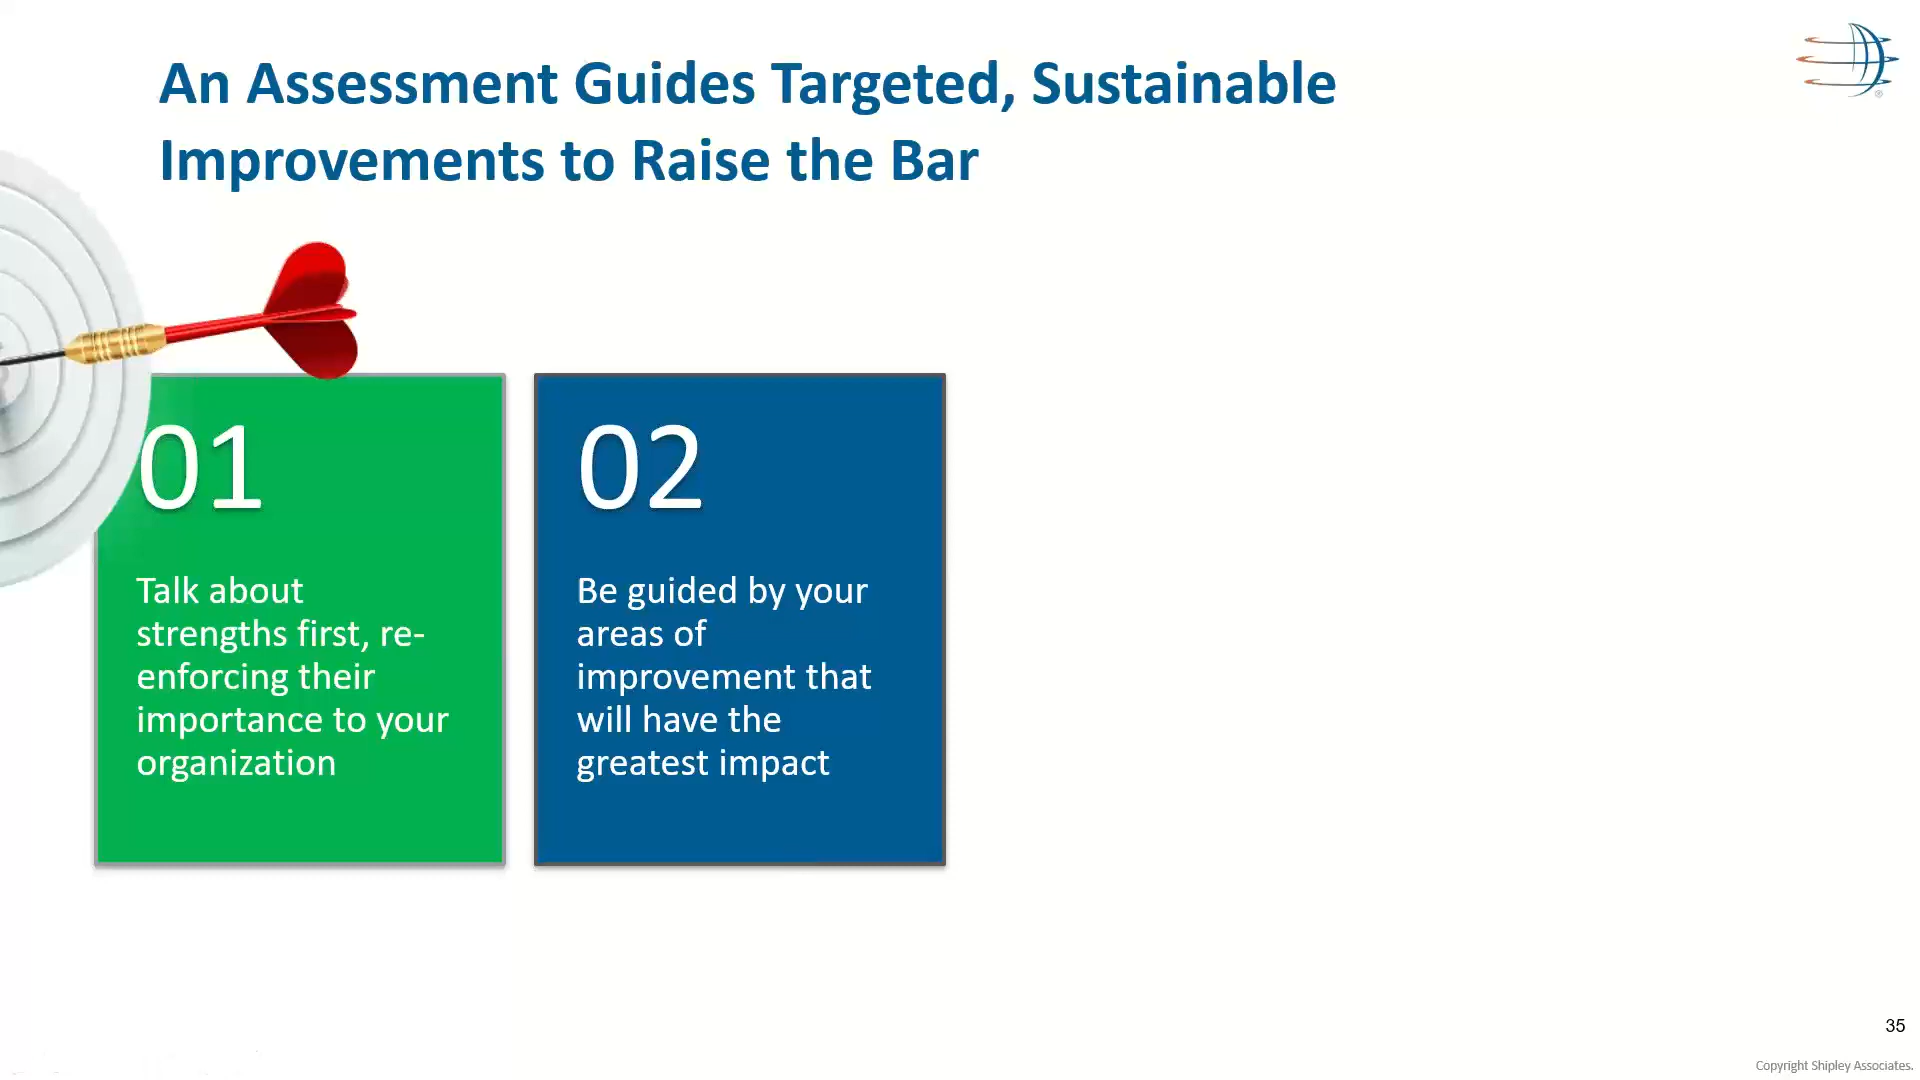 An Assessment Guides Targeted, Sustainable
Improvements to Raise the Bar
01
Talk about
strengths first, re-
enforcing their
importance to your
organization
02
Be guided by your
areas of
improvement that
will have the
greatest impact
®
35
Copyright Shipley Associates.